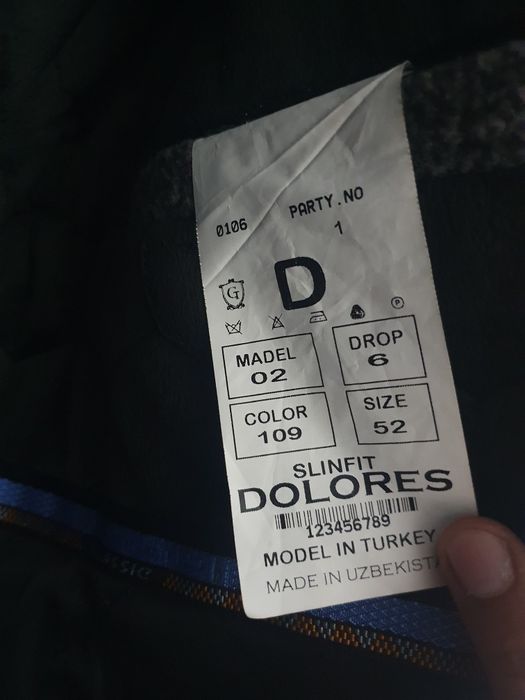 0106 PARTY.NO
1
G
D
P
MADEL
02
DROP
6
COLOR
109
SIZE
52
SLINFIT
DOLORES
123456789
MODEL IN TURKEY
MADE IN UZBEKIST